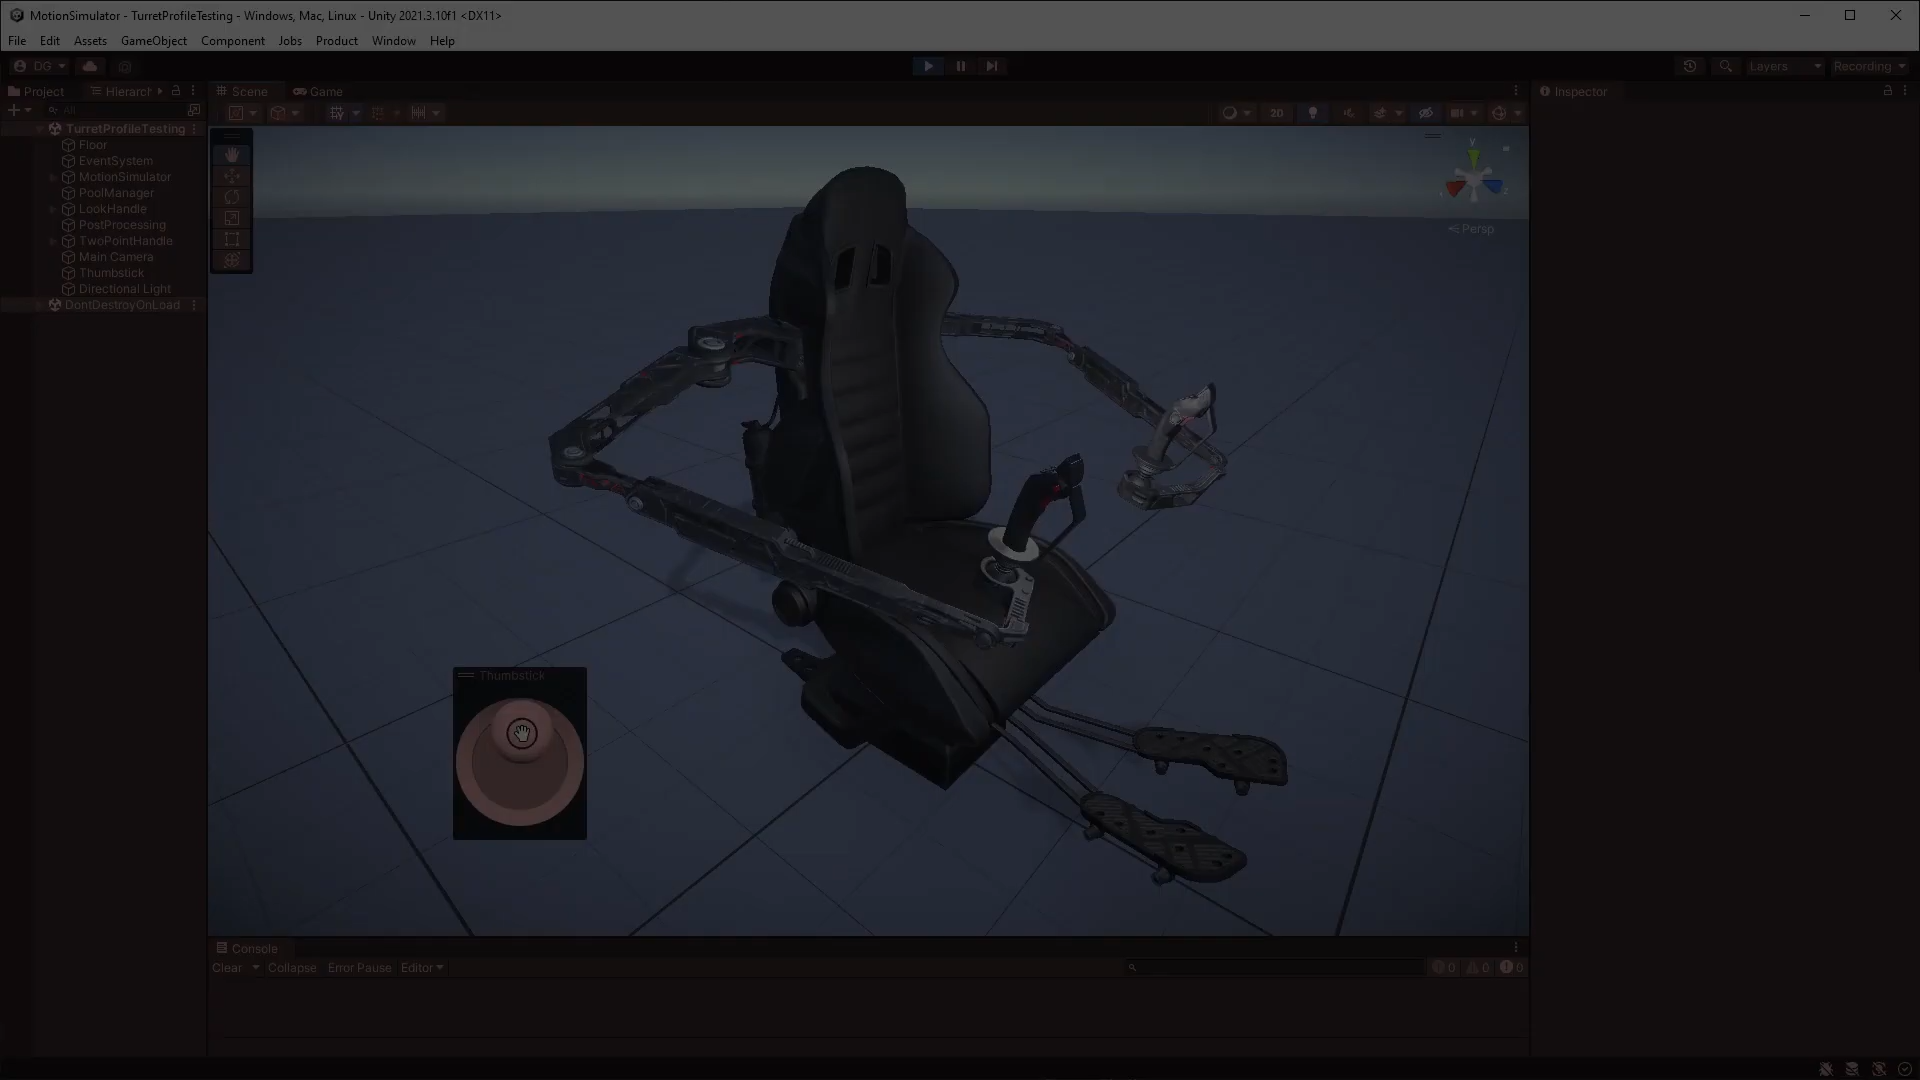 MotionSimulator - TurretProfileTesting - Windows, Mac, Linux - Unity 2021.3.10f1 <DX11>
File Edit Assets GameObject Component Jobs Product Window Help
DG
Layers
Recording
Project
Hierarch
Scene
Game
Inspector
All
2D
TurretProfileTesting
Floor
EventSystem
MotionSimulator
PoolManager
LookHandle
PostProcessing
TwoPointHandle
Main Camera
Thumbstick
Directional Light
DontDestroyOnLoad
y
z
Persp
Thumbstick
Console
Clear Collapse Error Pause Editor
0 0 0